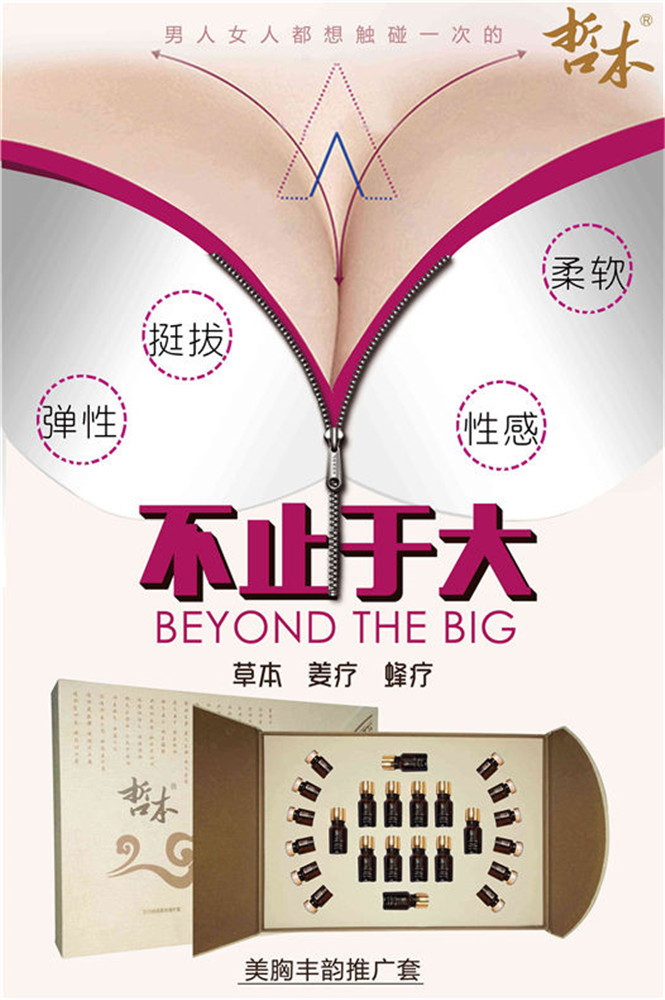 男人女人都想触碰一次的
哲本®
柔软
挺拔
弹性
性感
不止于大
BEYOND THE BIG
草本 姜疗 蜂疗
哲本®
美胸丰韵推广套